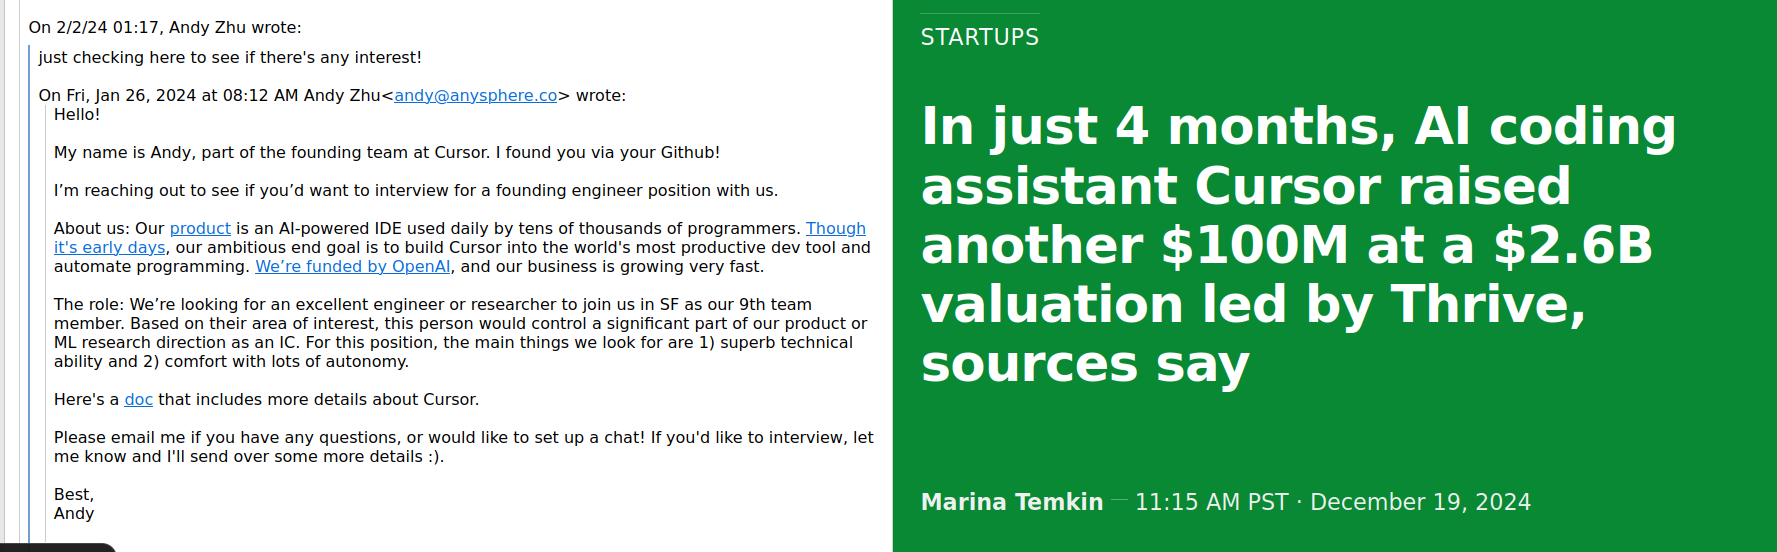 On 2/2/24 01:17, Andy Zhu wrote:
just checking here to see if there's any interest!
On Fri, Jan 26, 2024 at 08:12 AM Andy Zhu<andy@anysphere.co> wrote:
Hello!
My name is Andy, part of the founding team at Cursor. I found you via your Github!
I’m reaching out to see if you’d want to interview for a founding engineer position with us.
About us: Our product is an AI-powered IDE used daily by tens of thousands of programmers. Though
it's early days, our ambitious end goal is to build Cursor into the world's most productive dev tool and
automate programming. We’re funded by OpenAI, and our business is growing very fast.
The role: We’re looking for an excellent engineer or researcher to join us in SF as our 9th team
member. Based on their area of interest, this person would control a significant part of our product or
ML research direction as an IC. For this position, the main things we look for are 1) superb technical
ability and 2) comfort with lots of autonomy.
Here's a doc that includes more details about Cursor.
Please email me if you have any questions, or would like to set up a chat! If you'd like to interview, let
me know and I'll send over some more details :).
Best,
Andy
STARTUPS
In just 4 months, AI coding
assistant Cursor raised
another $100M at a $2.6B
valuation led by Thrive,
sources say
Marina Temkin — 11:15 AM PST · December 19, 2024